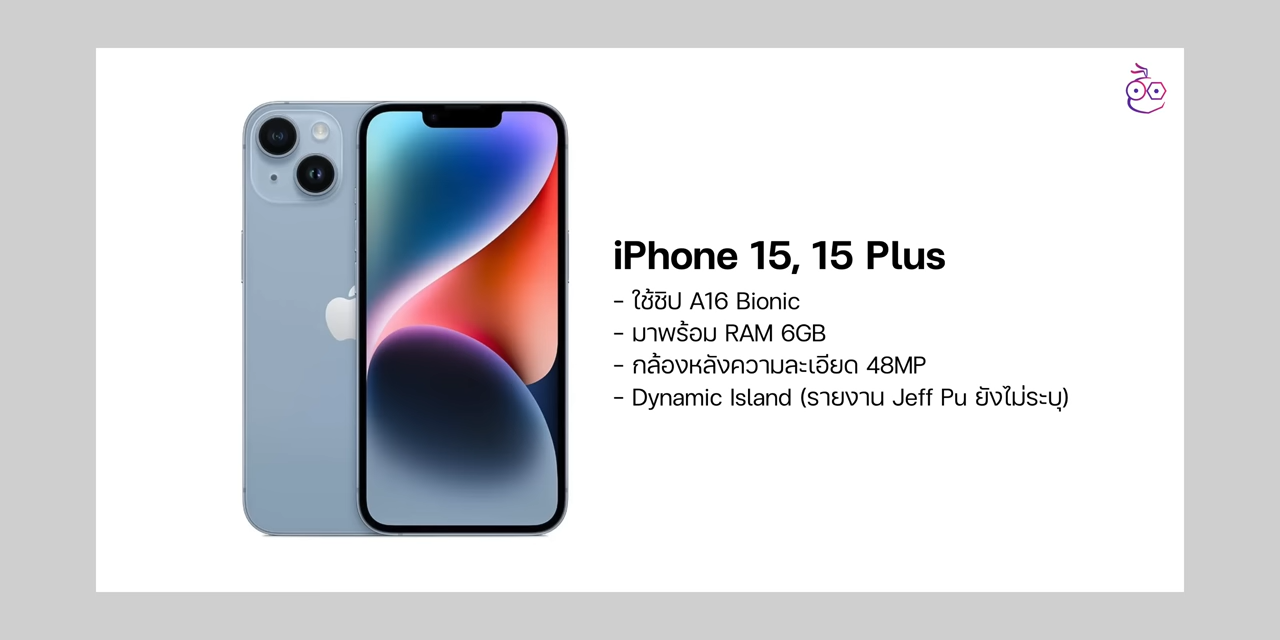 iPhone 15, 15 Plus
- ใช้ชิป A16 Bionic
- มาพร้อม RAM 6GB
- กล้องหลังความละเอียด 48MP
- Dynamic Island (รายงาน Jeff Pu ยังไม่ระบุ)